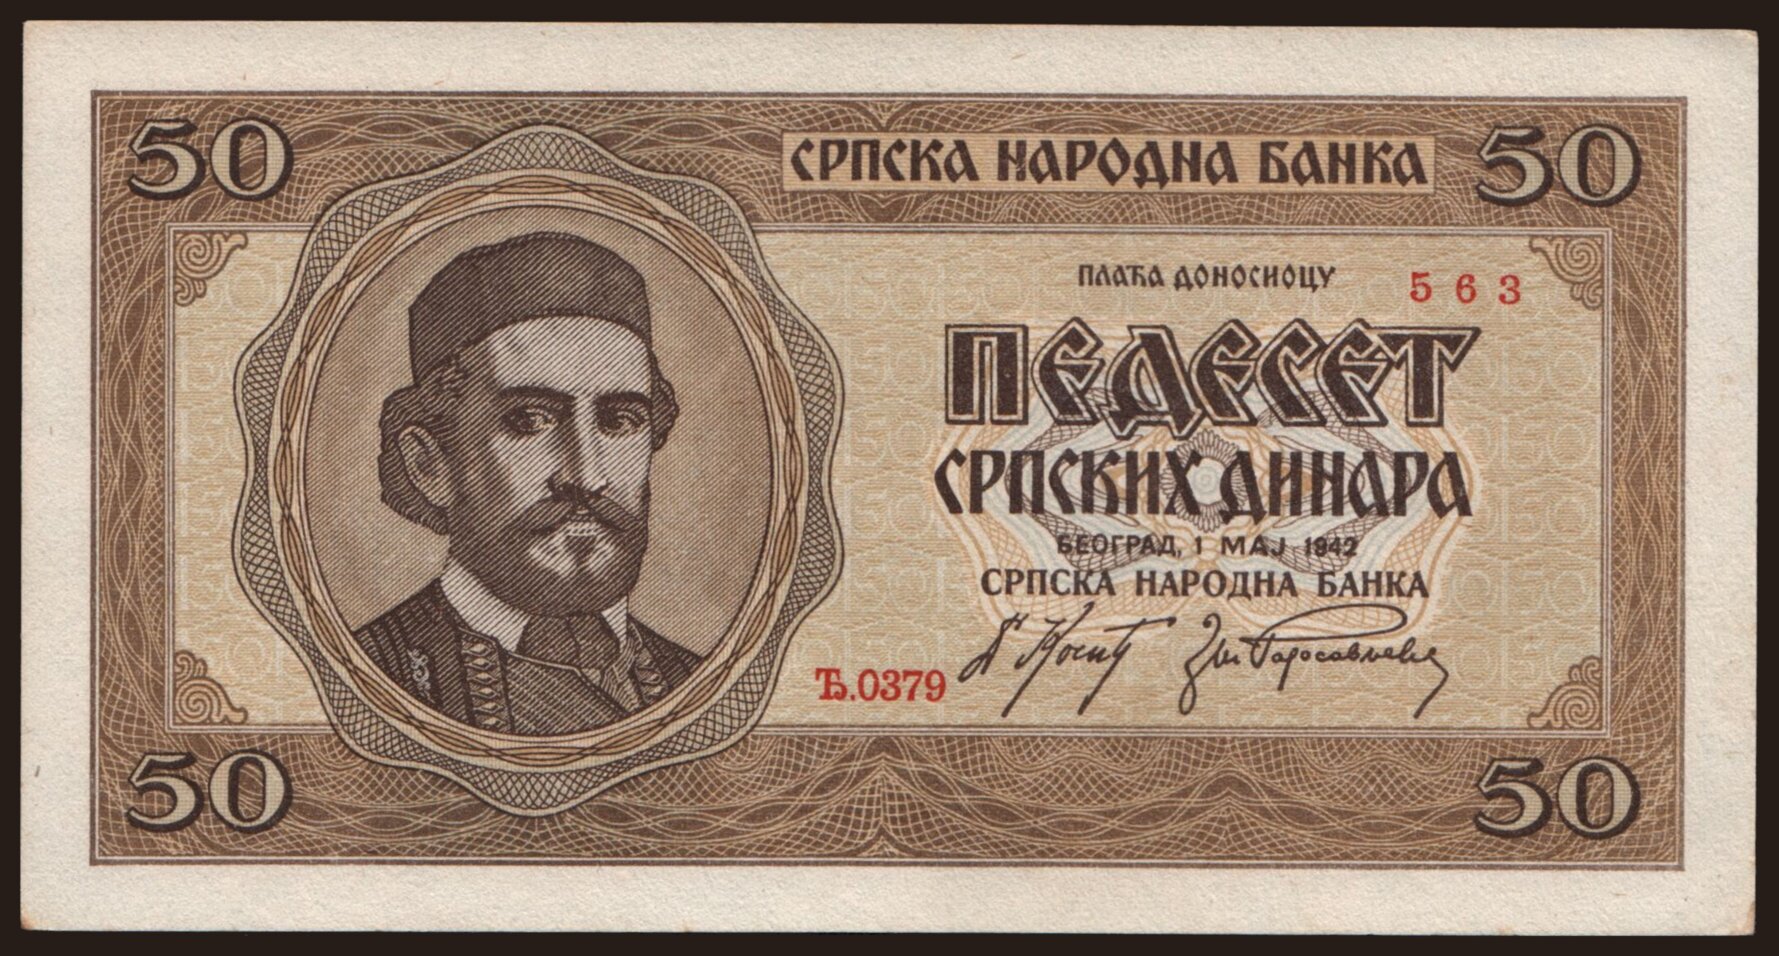 50
СРПСКА НАРОДНА БАНКА
50
ПЛАЋА ДОНОСИОЦУ
563
ПЕДЕСЕТ
СРПСКИХ ДИНАРА
БЕОГРАД, 1 МАЈ 1942
СРПСКА НАРОДНА БАНКА
Ђ.0379
50
50